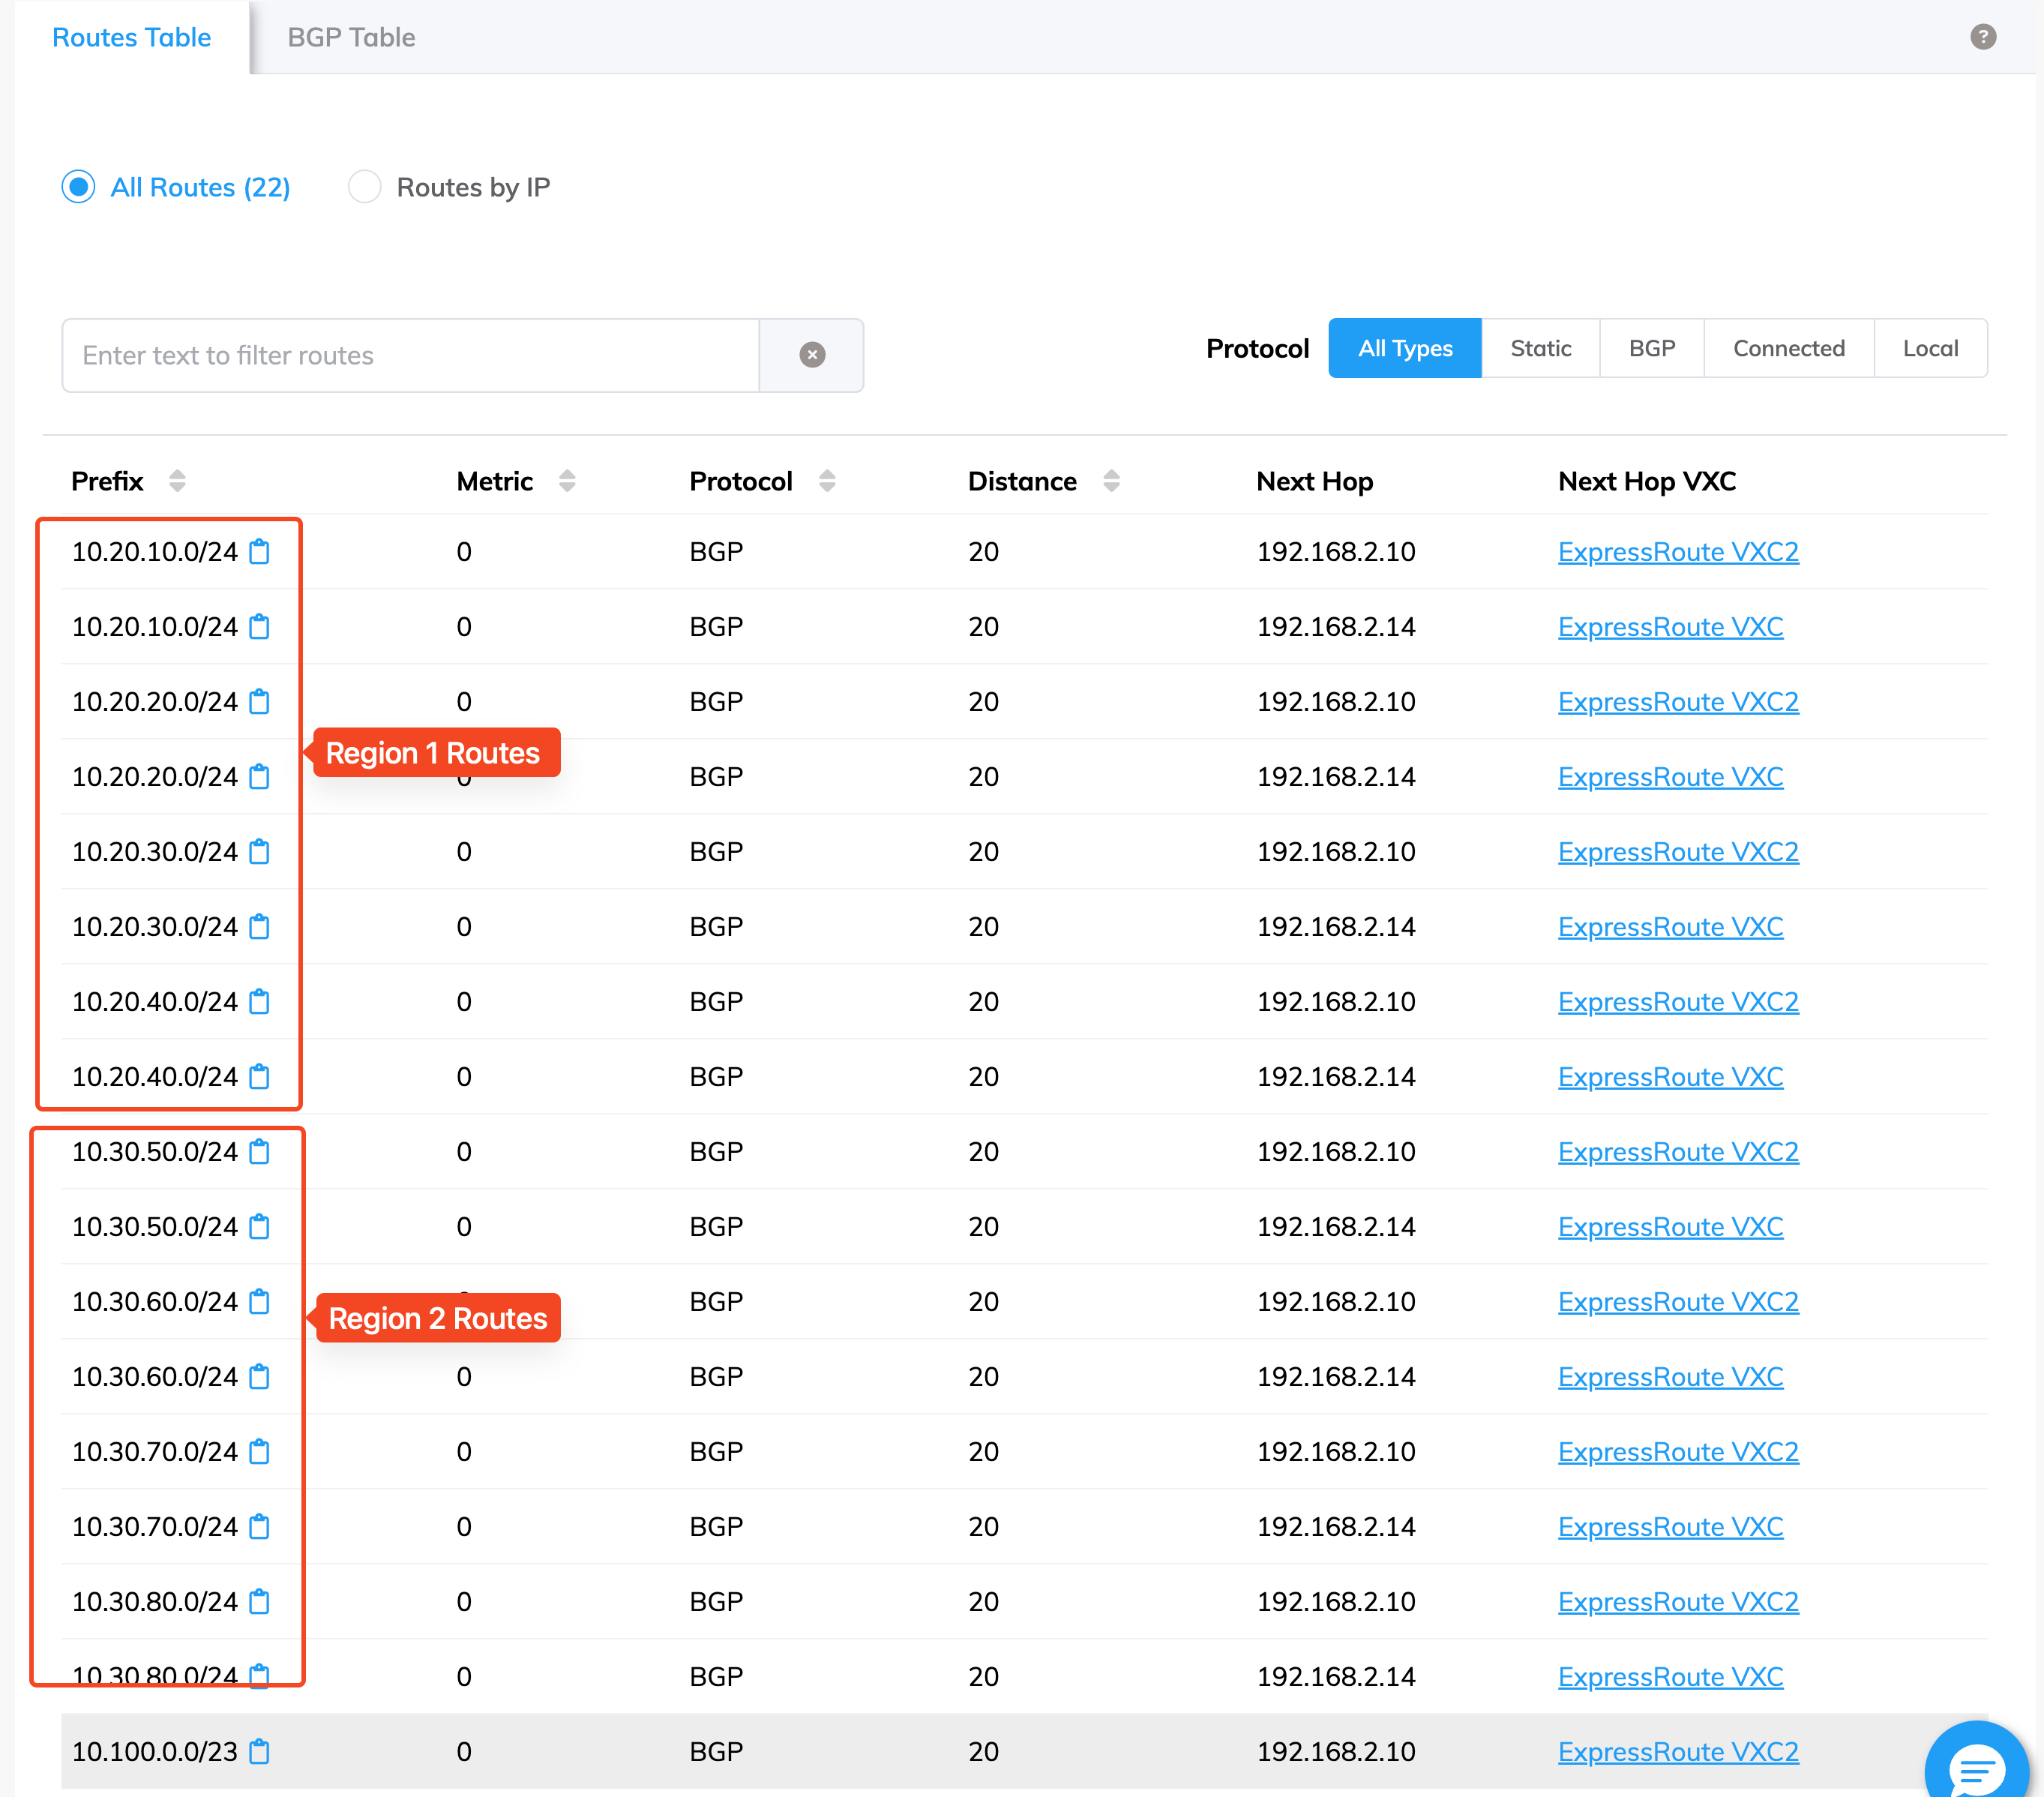 Routes Table BGP Table ?
All Routes (22) Routes by IP
Enter text to filter routes Protocol All Types Static BGP Connected Local
Prefix Metric Protocol Distance Next Hop Next Hop VXC
10.20.10.0/24 0 BGP 20 192.168.2.10 ExpressRoute VXC2
10.20.10.0/24 0 BGP 20 192.168.2.14 ExpressRoute VXC
10.20.20.0/24 0 BGP 20 192.168.2.10 ExpressRoute VXC2
Region 1 Routes
10.20.20.0/24 0 BGP 20 192.168.2.14 ExpressRoute VXC
10.20.30.0/24 0 BGP 20 192.168.2.10 ExpressRoute VXC2
10.20.30.0/24 0 BGP 20 192.168.2.14 ExpressRoute VXC
10.20.40.0/24 0 BGP 20 192.168.2.10 ExpressRoute VXC2
10.20.40.0/24 0 BGP 20 192.168.2.14 ExpressRoute VXC
10.30.50.0/24 0 BGP 20 192.168.2.10 ExpressRoute VXC2
10.30.50.0/24 0 BGP 20 192.168.2.14 ExpressRoute VXC
10.30.60.0/24 BGP 20 192.168.2.10 ExpressRoute VXC2
Region 2 Routes
10.30.60.0/24 0 BGP 20 192.168.2.14 ExpressRoute VXC
10.30.70.0/24 0 BGP 20 192.168.2.10 ExpressRoute VXC2
10.30.70.0/24 0 BGP 20 192.168.2.14 ExpressRoute VXC
10.30.80.0/24 0 BGP 20 192.168.2.10 ExpressRoute VXC2
10.30.80.0/24 0 BGP 20 192.168.2.14 ExpressRoute VXC
10.100.0.0/23 0 BGP 20 192.168.2.10 ExpressRoute VXC2